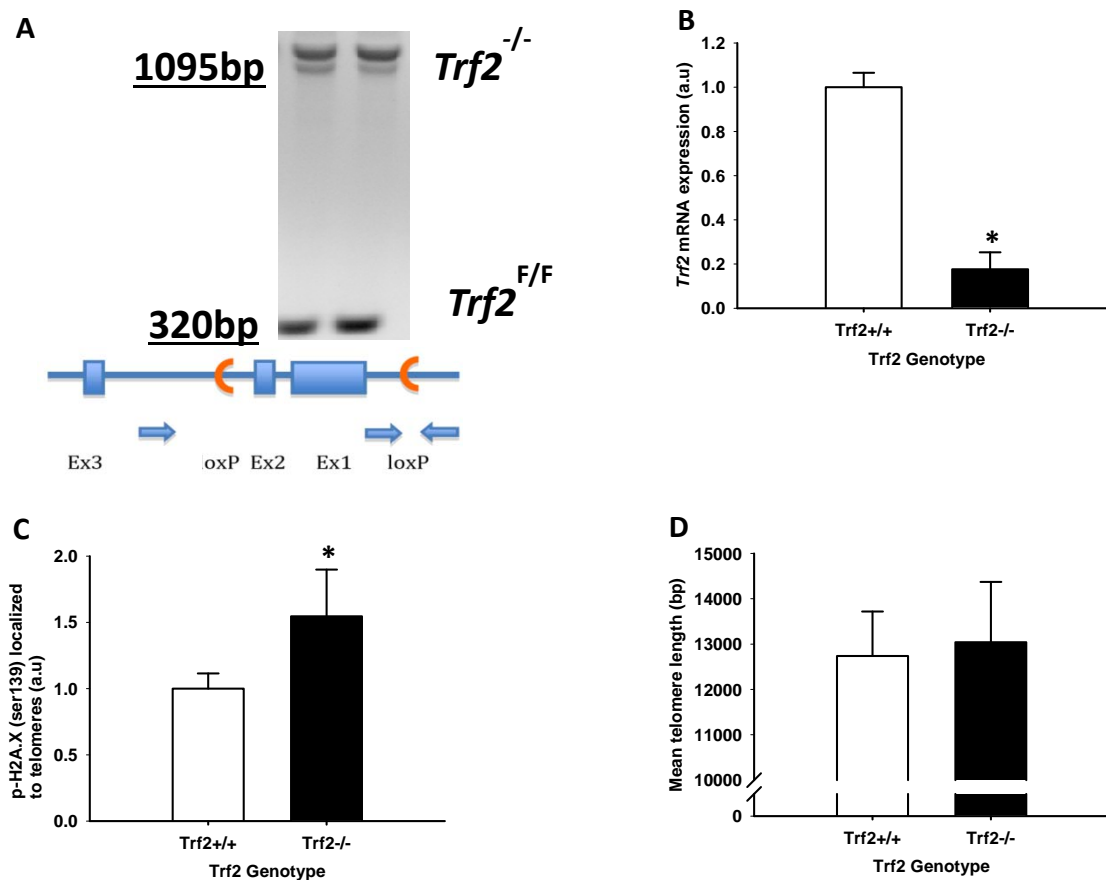 A
1095bp
Trf2 -/-
320bp
Trf2 F/F
Ex3 oxP Ex2 Ex1 loxP
B
Trf2 mRNA expression (a.u)
1.2
1.0
0.8
0.6
0.4
0.2
0.0
*
Trf2+/+ Trf2-/-
Trf2 Genotype
C
p-H2A.X (ser139) localized
to telomeres (a.u)
2.0
1.5
1.0
0.5
0.0
*
Trf2+/+ Trf2-/-
Trf2 Genotype
D
Mean telomere length (bp)
15000
14000
13000
12000
11000
10000
0
Trf2+/+ Trf2-/-
Trf2 Genotype